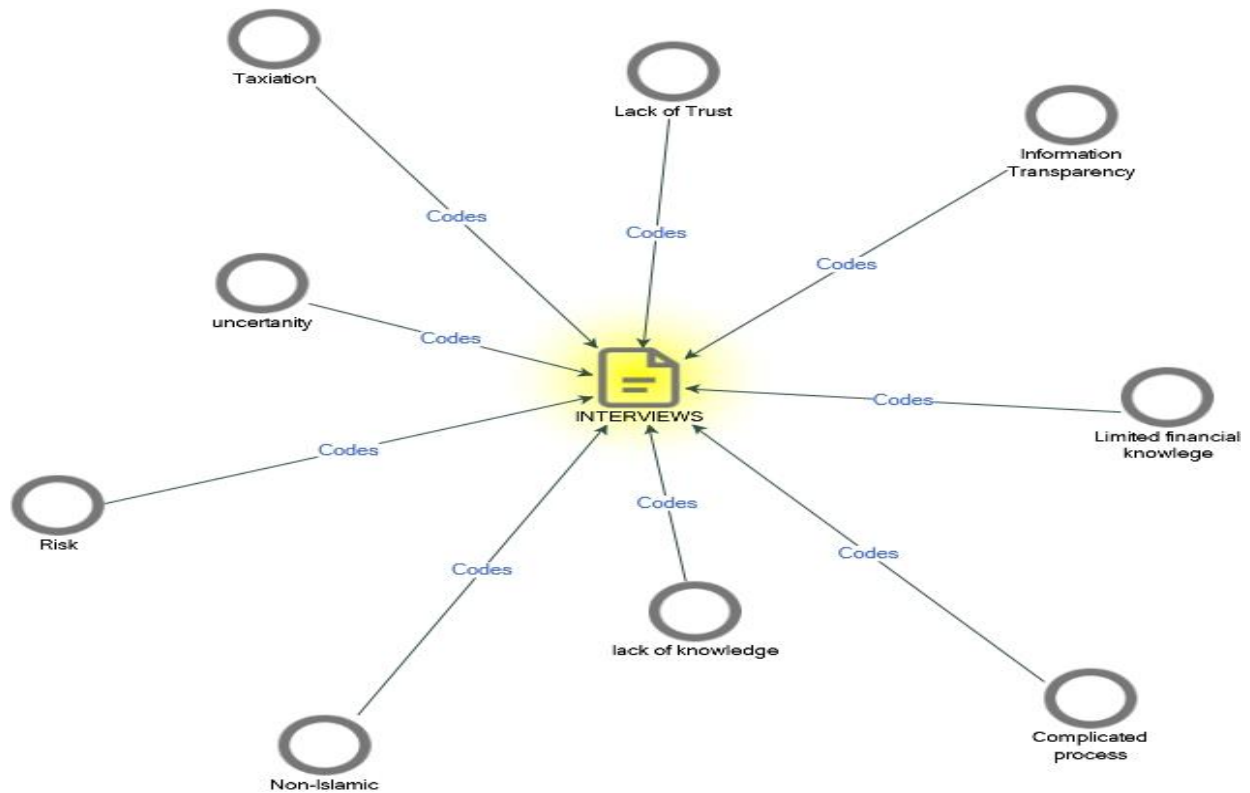 Taxiation
Lack of Trust
Information
Transparency
Codes
Codes
Codes
uncertanity
Codes
INTERVIEWS
Codes
Limited financial
knowlege
Codes
Risk
Codes
Codes
Codes
lack of knowledge
Non-Islamic
Complicated
process